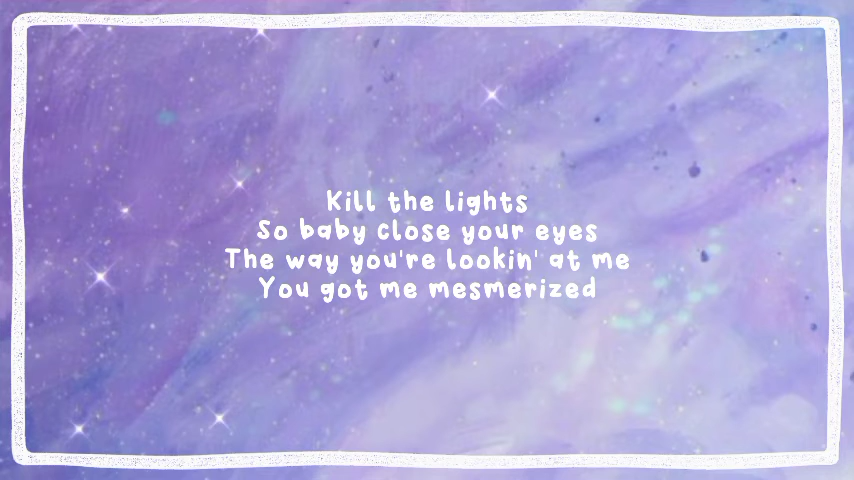 Kill the lights
So baby close your eyes
The way you're lookin' at me
You got me mesmerized